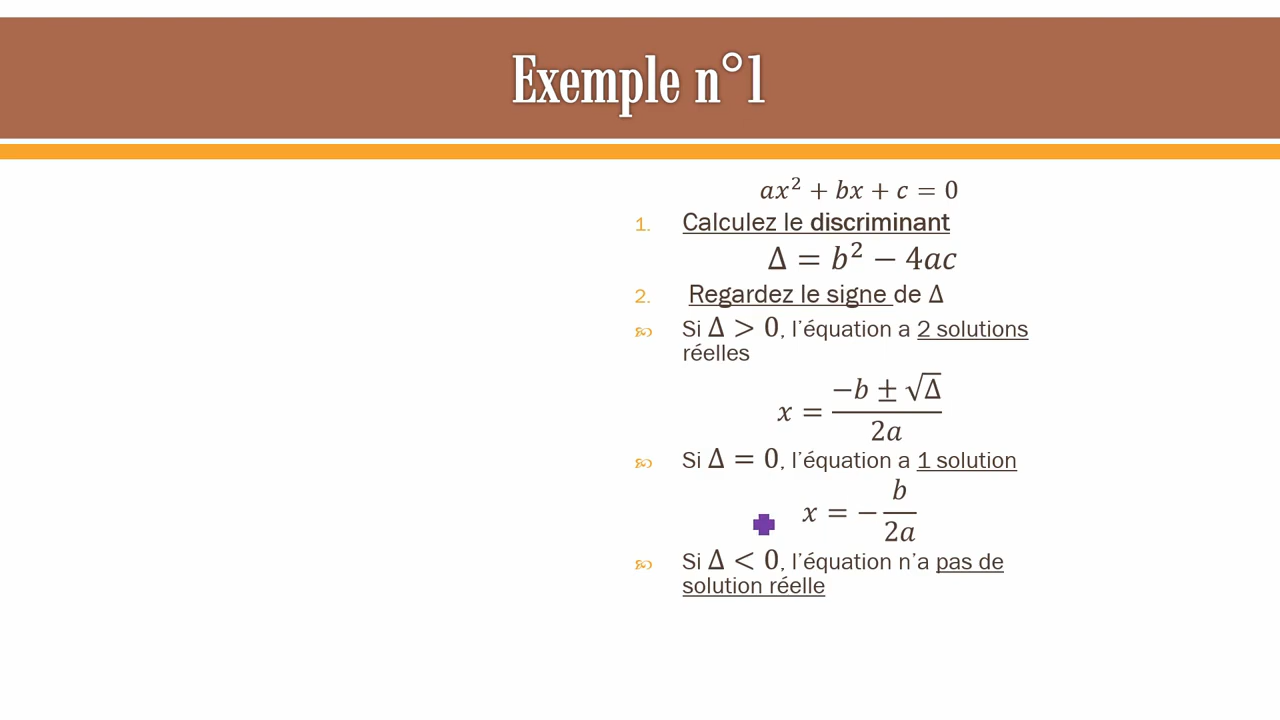 Exemple n°1
ax² + bx + c = 0
1. Calculez le discriminant
Δ = b² − 4ac
2. Regardez le signe de Δ
Si Δ > 0, l’équation a 2 solutions
réelles
x = (−b ± √Δ) / 2a
Si Δ = 0, l’équation a 1 solution
x = − b / 2a
Si Δ < 0, l’équation n’a pas de
solution réelle